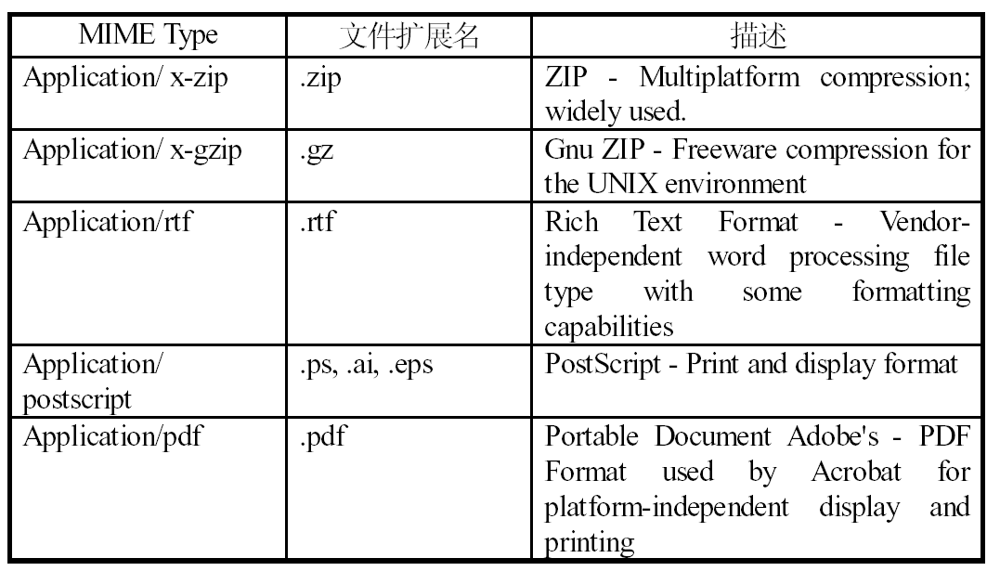 MIME Type 文件扩展名 描述
Application/ x-zip .zip ZIP - Multiplatform compression;
widely used.
Application/ x-gzip .gz Gnu ZIP - Freeware compression for
the UNIX environment
Application/rtf .rtf Rich Text Format - Vendor-
independent word processing file
type with some formatting
capabilities
Application/ .ps, .ai, .eps PostScript - Print and display format
postscript
Application/pdf .pdf Portable Document Adobe's - PDF
Format used by Acrobat for
platform-independent display and
printing